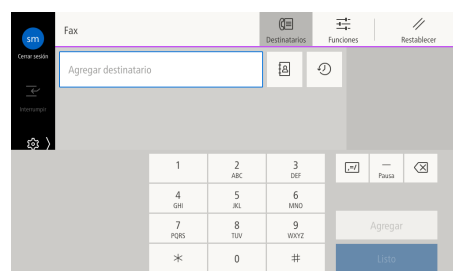 sm
Cerrar sesión
Interrumpir
Fax
Destinatarios
Funciones
Restablecer
Agregar destinatario
1
2
ABC
3
DEF
4
GHI
5
JKL
6
MNO
7
PQRS
8
TUV
9
WXYZ
*
0
#
,=/
Pausa
Agregar
Listo